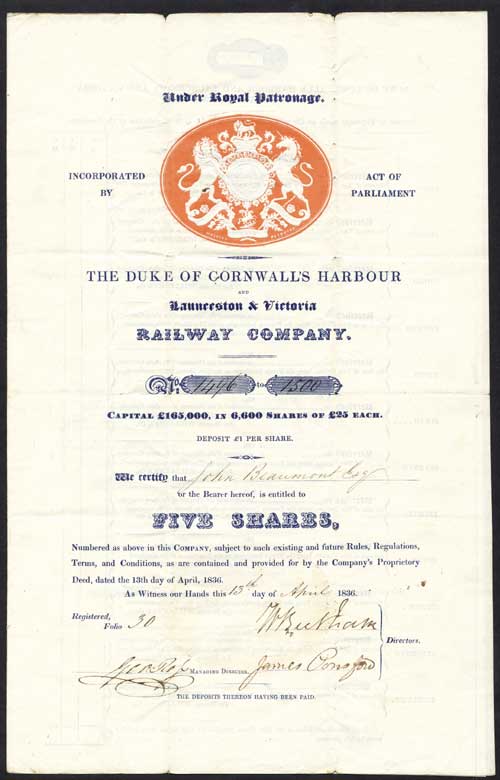 Under Royal Patronage.
INCORPORATED BY
ACT OF PARLIAMENT
THE DUKE OF CORNWALL'S HARBOUR
AND
Launceston & Victoria
RAILWAY COMPANY.
No. 1496 to 1500
CAPITAL £165,000, IN 6,600 SHARES OF £25 EACH.
DEPOSIT £1 PER SHARE.
We certify that John Beaumont Esq
or the Bearer hereof, is entitled to
FIVE SHARES,
Numbered as above in this COMPANY, subject to such existing and future Rules, Regulations,
Terms, and Conditions, as are contained and provided for by the Company's Proprietory
Deed, dated the 13th day of April, 1836.
As Witness our Hands this 13th day of April 1836.
Registered,
Folio 30
Directors.
Geo Rop MANAGING DIRECTOR. James Ponsford
THE DEPOSITS THEREON HAVING BEEN PAID.